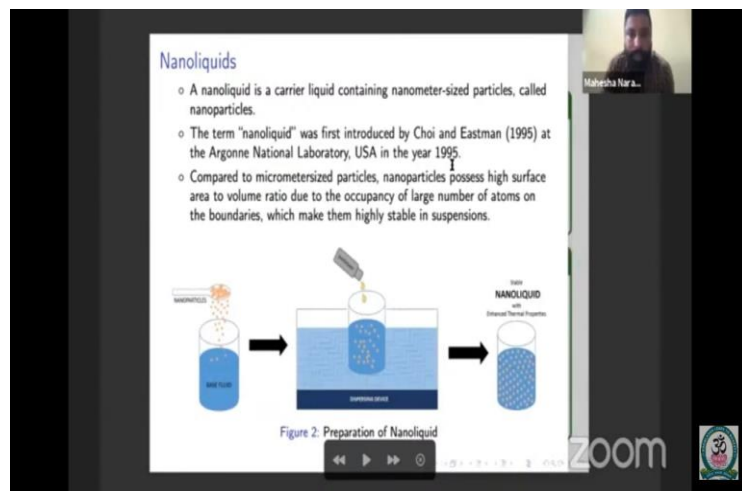 Nanoliquids
A nanoliquid is a carrier liquid containing nanometer-sized particles, called
nanoparticles.
The term "nanoliquid" was first introduced by Choi and Eastman (1995) at
the Argonne National Laboratory, USA in the year 1995.
Compared to micrometersized particles, nanoparticles possess high surface
area to volume ratio due to the occupancy of large number of atoms on
the boundaries, which make them highly stable in suspensions.
Mahesha Nara...
NANOPARTICLES
BASE FLUID
DISPERSING DEVICE
Stable
NANOLIQUID
with
Enhanced Thermal Properties
Figure 2: Preparation of Nanoliquid
zoom